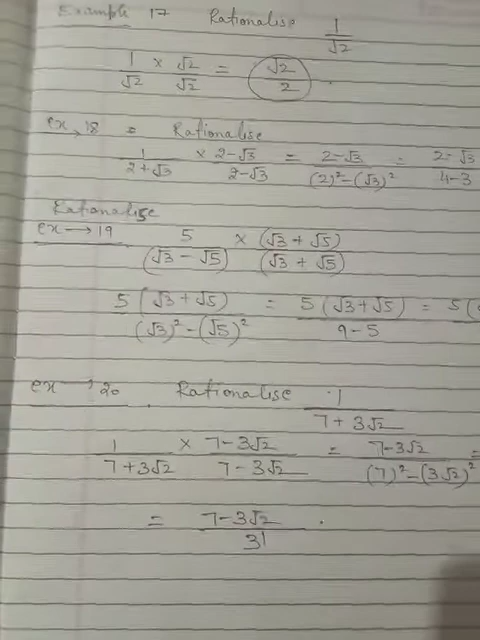 Example 17 Rationalise 1/√2
1/√2 × √2/√2 = √2/2
ex, 18 = Rationalise
1/(2+√3) × (2-√3)/(2-√3) = (2-√3)/((2)²-(√3)²) = (2-√3)/(4-3)
Rationalise
ex → 19 5/(√3-√5) × (√3+√5)/(√3+√5)
5(√3+√5)/((√3)²-(√5)²) = 5(√3+√5)/(9-5) = 5(
ex → 20 . Rationalise 1/(7+3√2)
1/(7+3√2) × (7-3√2)/(7-3√2) = (7-3√2)/((7)²-(3√2)²) =
= (7-3√2)/31 .